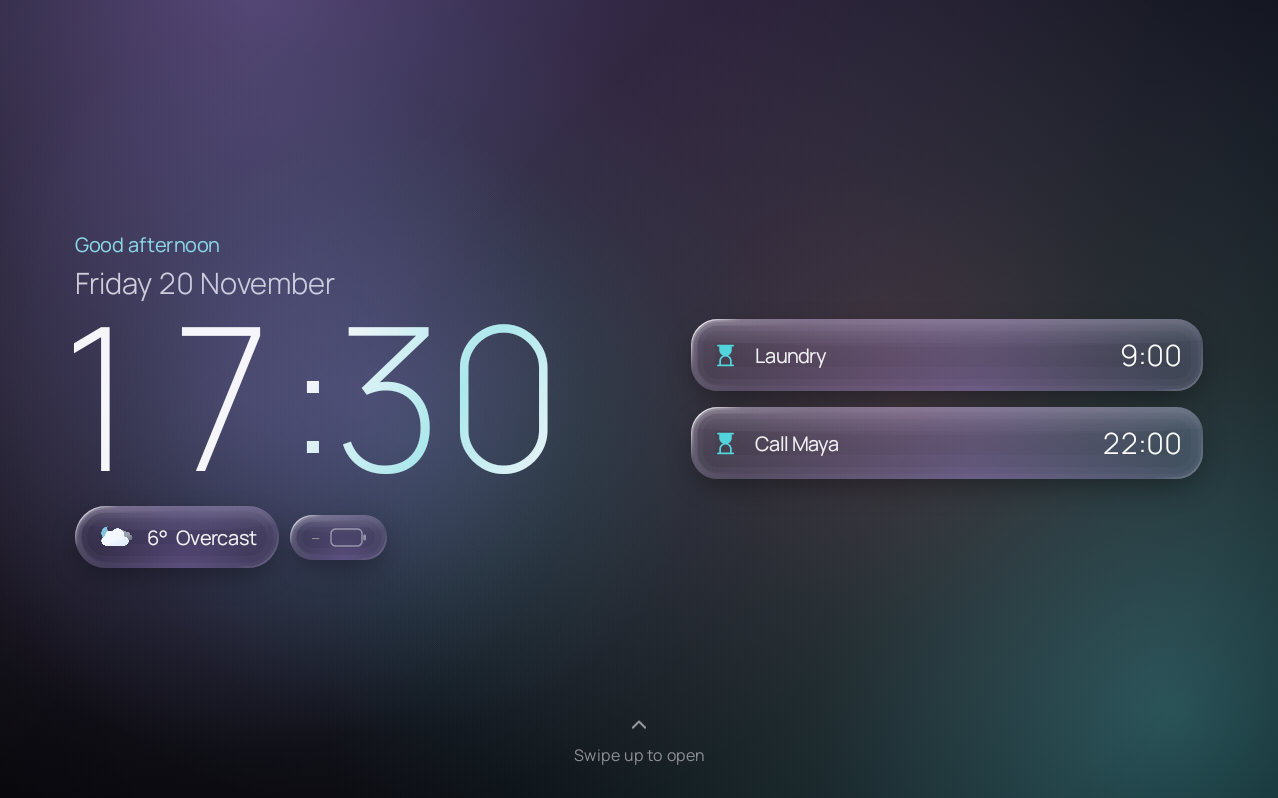 Good afternoon
Friday 20 November
17:30
6° Overcast
–
Laundry 9:00
Call Maya 22:00
Swipe up to open